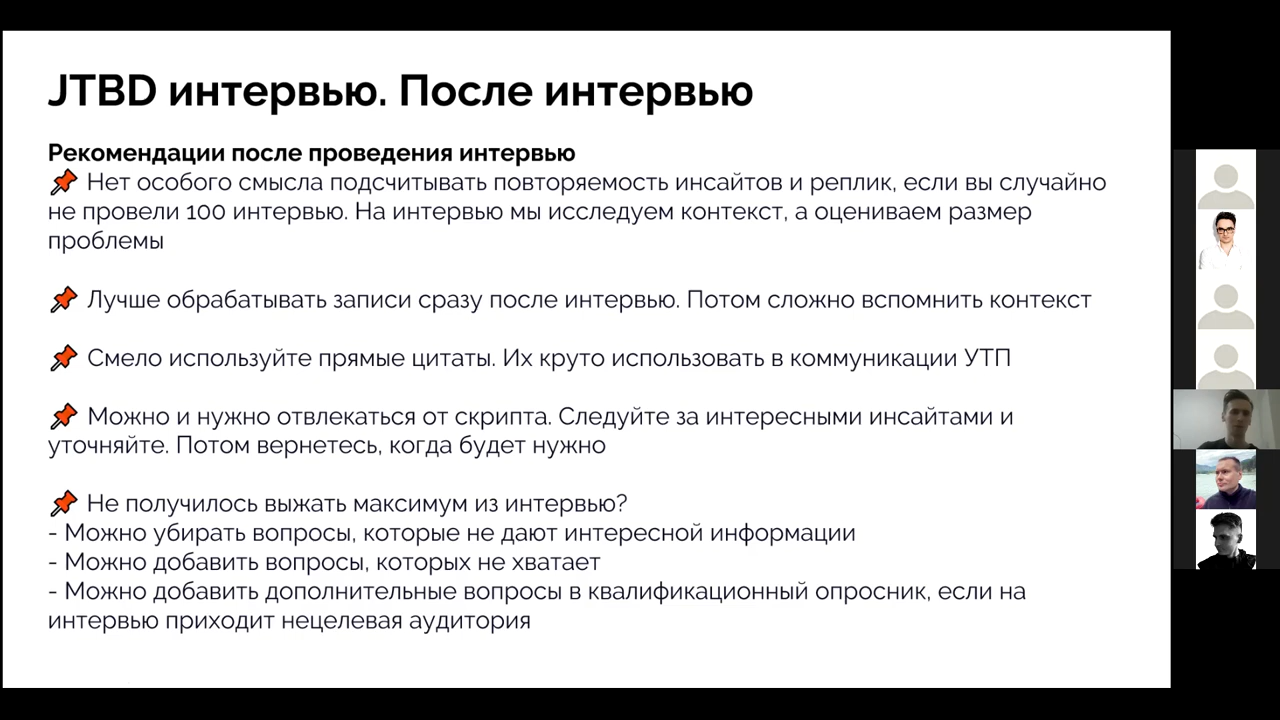 JTBD интервью. После интервью
Рекомендации после проведения интервью
📌 Нет особого смысла подсчитывать повторяемость инсайтов и реплик, если вы случайно
не провели 100 интервью. На интервью мы исследуем контекст, а оцениваем размер
проблемы
📌 Лучше обрабатывать записи сразу после интервью. Потом сложно вспомнить контекст
📌 Смело используйте прямые цитаты. Их круто использовать в коммуникации УТП
📌 Можно и нужно отвлекаться от скрипта. Следуйте за интересными инсайтами и
уточняйте. Потом вернетесь, когда будет нужно
📌 Не получилось выжать максимум из интервью?
- Можно убирать вопросы, которые не дают интересной информации
- Можно добавить вопросы, которых не хватает
- Можно добавить дополнительные вопросы в квалификационный опросник, если на
интервью приходит нецелевая аудитория